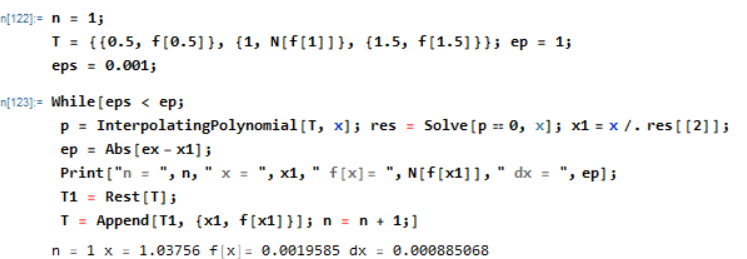 n[122]:= n = 1;
T = {{0.5, f[0.5]}, {1, N[f[1]]}, {1.5, f[1.5]}}; ep = 1;
eps = 0.001;
n[123]:= While[eps < ep;
p = InterpolatingPolynomial[T, x]; res = Solve[p == 0, x]; x1 = x /. res[[2]];
ep = Abs[ex - x1];
Print["n = ", n, " x = ", x1, " f[x]= ", N[f[x1]], " dx = ", ep];
T1 = Rest[T];
T = Append[T1, {x1, f[x1]}]; n = n + 1;]
n = 1 x = 1.03756 f[x]= 0.0019585 dx = 0.000885068